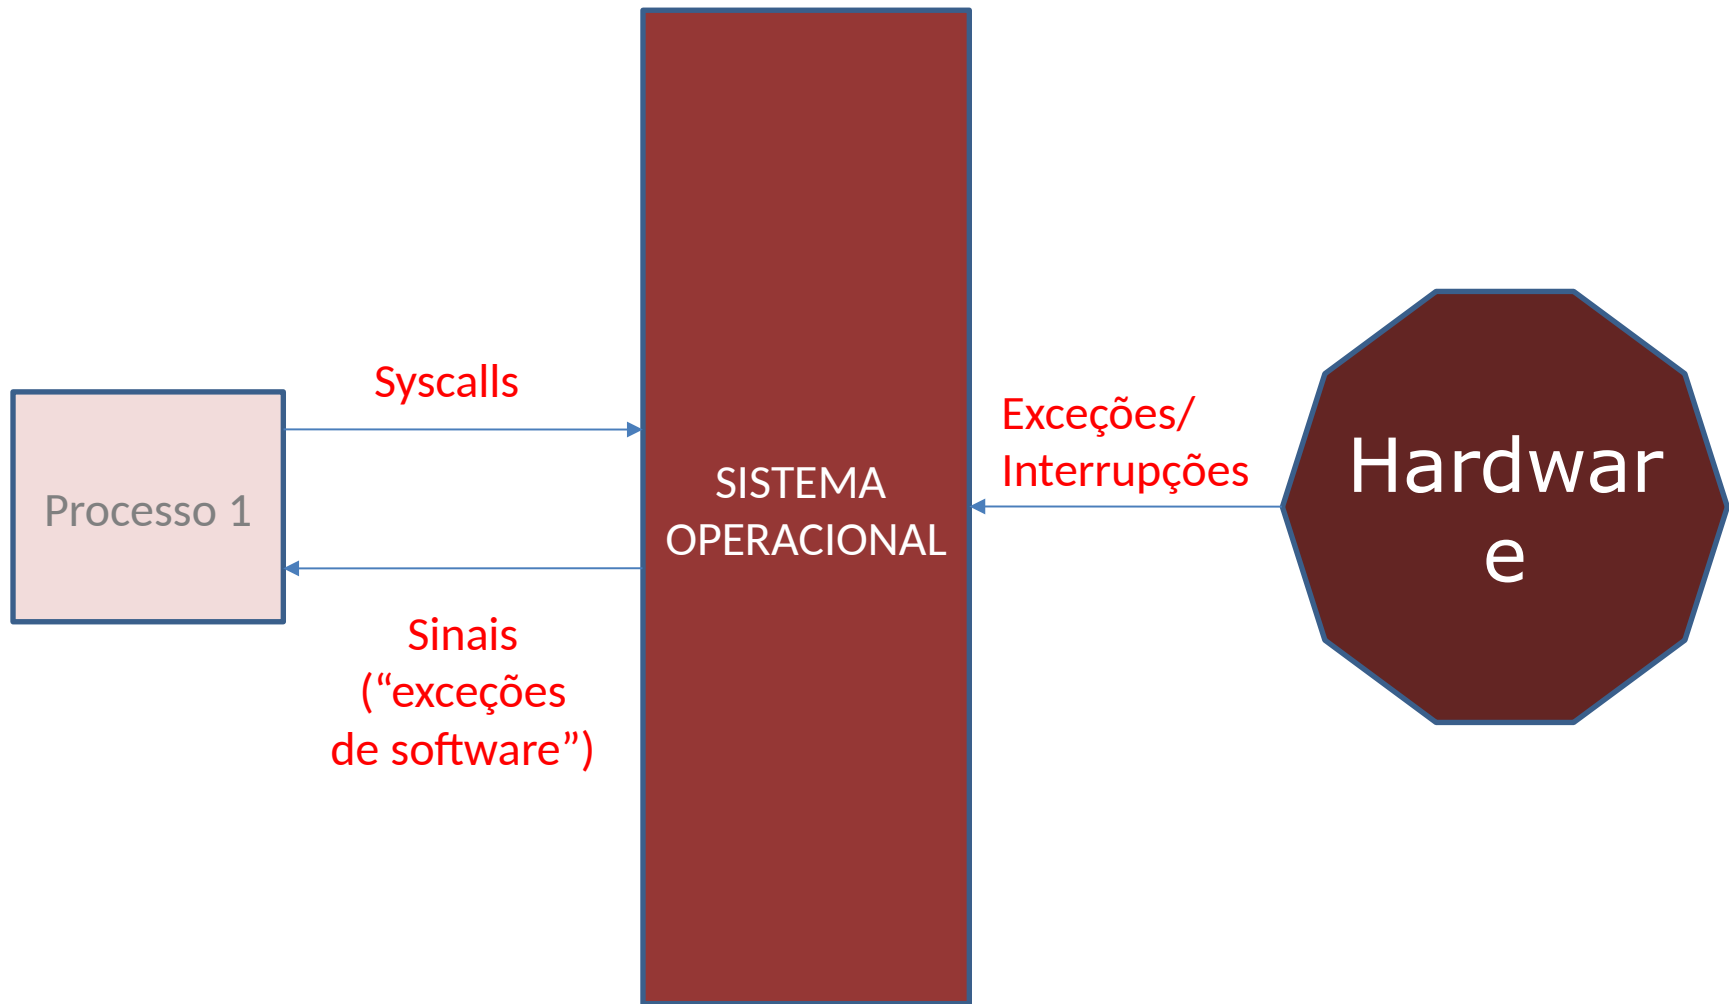 Syscalls
Processo 1
Sinais
(“exceções
de software”)
SISTEMA
OPERACIONAL
Exceções/
Interrupções
Hardwar
e